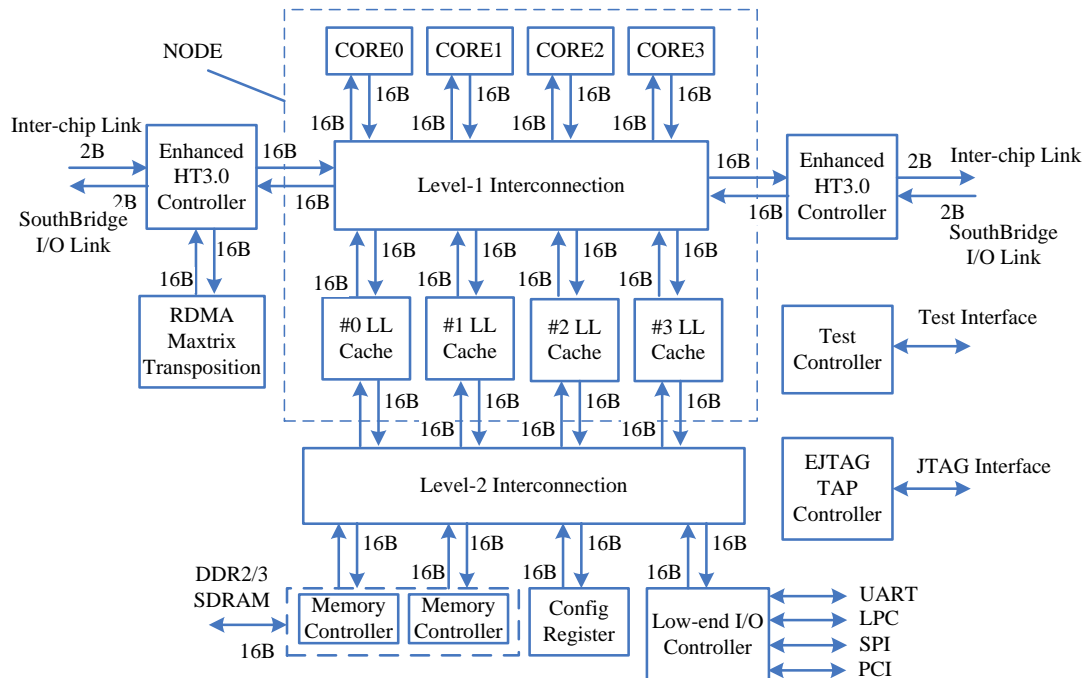 CORE0 CORE1 CORE2 CORE3
NODE
16B 16B 16B 16B
16B 16B 16B 16B
Inter-chip Link
2B
Enhanced
HT3.0
Controller
16B
16B
2B
SouthBridge
I/O Link
Level-1 Interconnection
16B
16B
Enhanced
HT3.0
Controller
2B
Inter-chip Link
2B
SouthBridge
I/O Link
16B
16B
RDMA
Maxtrix
Transposition
16B 16B 16B 16B
16B 16B 16B 16B
#0 LL
Cache
#1 LL
Cache
#2 LL
Cache
#3 LL
Cache
Test
Controller
Test Interface
16B 16B 16B 16B
16B 16B 16B 16B
Level-2 Interconnection
EJTAG
TAP
Controller
JTAG Interface
16B 16B 16B 16B
16B 16B 16B 16B
DDR2/3
SDRAM
16B
Memory
Controller
Memory
Controller
Config
Register
Low-end I/O
Controller
UART
LPC
SPI
PCI